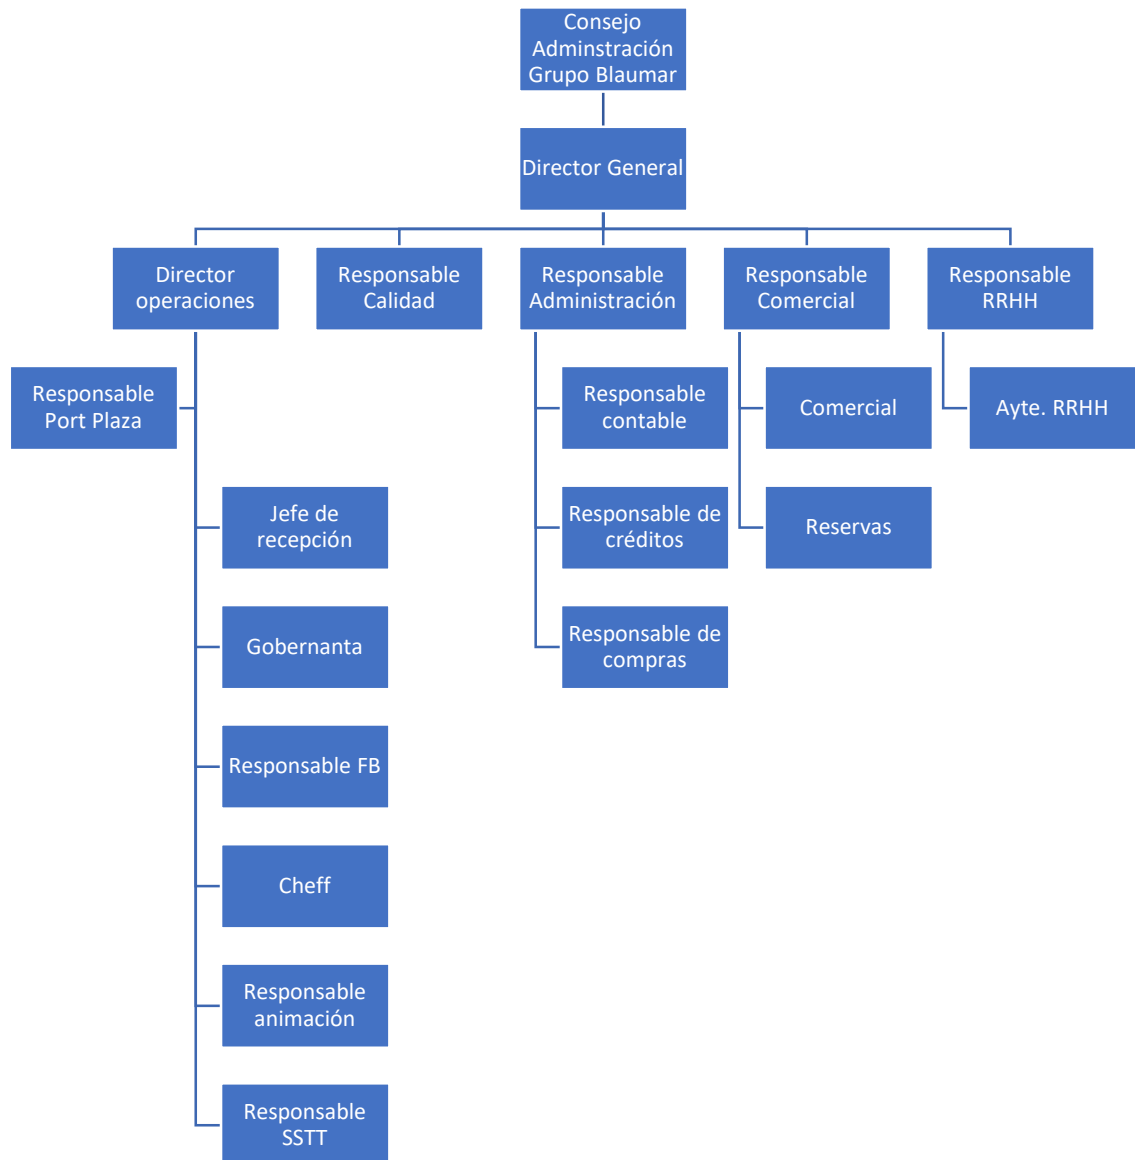 Consejo
Adminstración
Grupo Blaumar
Director General
Director
operaciones
Responsable
Calidad
Responsable
Administración
Responsable
Comercial
Responsable
RRHH
Responsable
Port Plaza
Responsable
contable
Comercial
Ayte. RRHH
Jefe de
recepción
Responsable de
créditos
Reservas
Gobernanta
Responsable de
compras
Responsable FB
Cheff
Responsable
animación
Responsable
SSTT